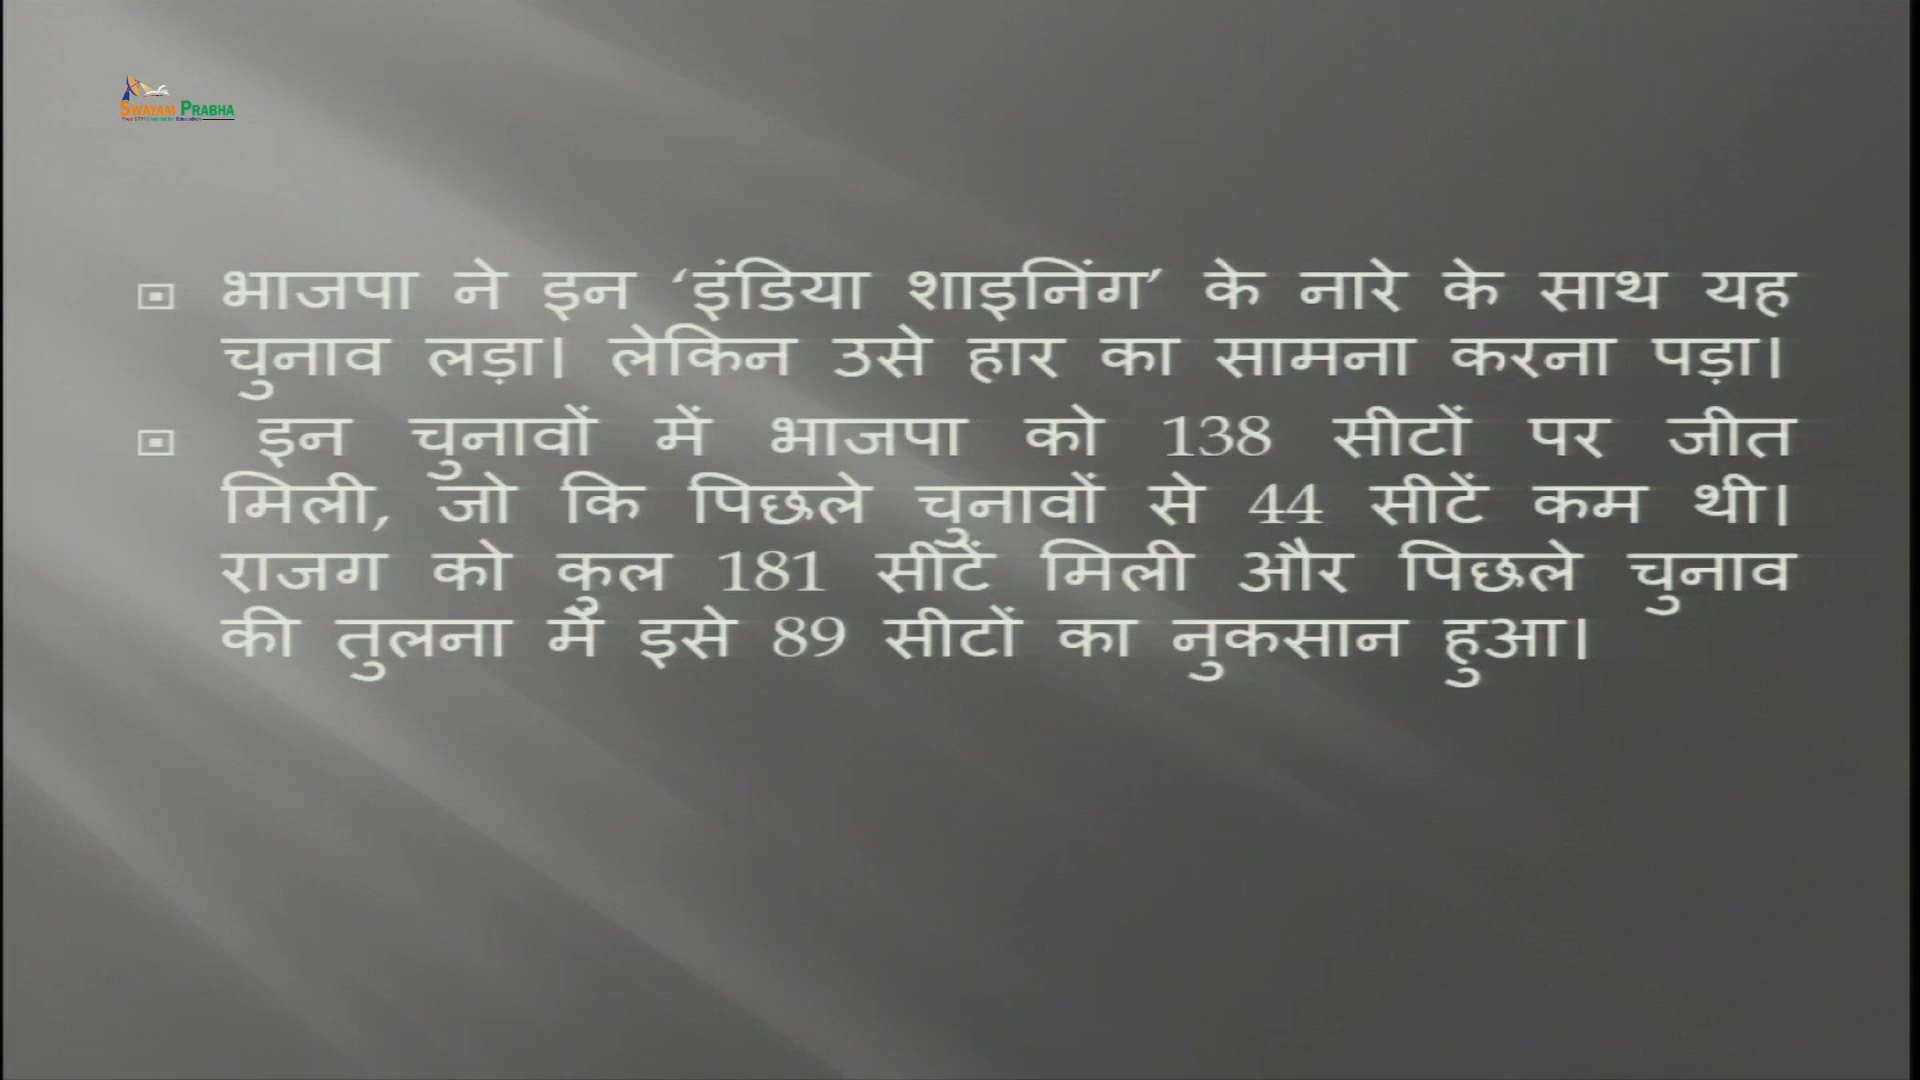 SWAYAM PRABHA
भाजपा ने इन ‘इंडिया शाइनिंग’ के नारे के साथ यह
चुनाव लड़ा। लेकिन उसे हार का सामना करना पड़ा।
इन चुनावों में भाजपा को 138 सीटों पर जीत
मिली, जो कि पिछले चुनावों से 44 सीटें कम थी।
राजग को कुल 181 सीटें मिली और पिछले चुनाव
की तुलना में इसे 89 सीटों का नुकसान हुआ।